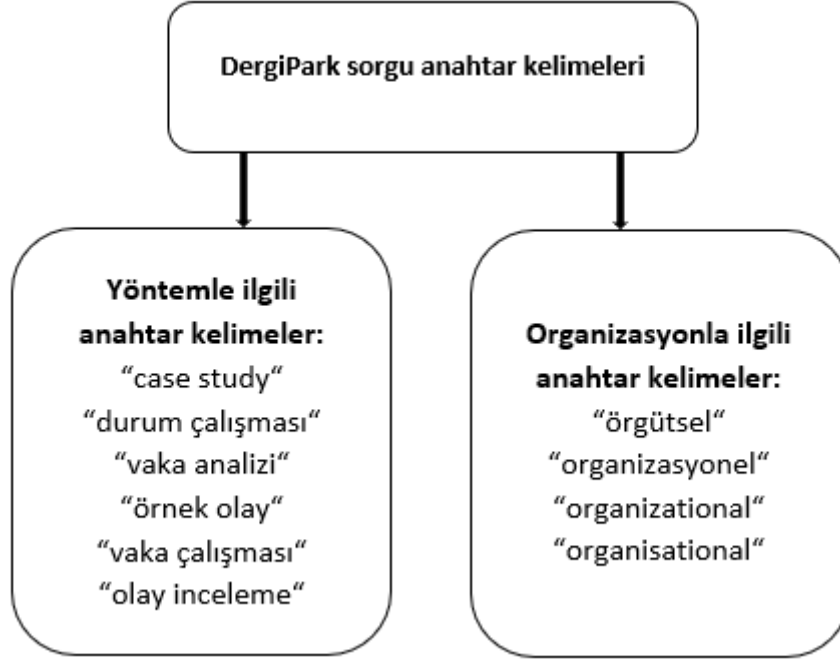 DergiPark sorgu anahtar kelimeleri
Yöntemle ilgili
anahtar kelimeler:
“case study“
“durum çalışması“
“vaka analizi“
“örnek olay“
“vaka çalışması“
“olay inceleme“
Organizasyonla ilgili
anahtar kelimeler:
“örgütsel“
“organizasyonel“
“organizational“
“organisational“